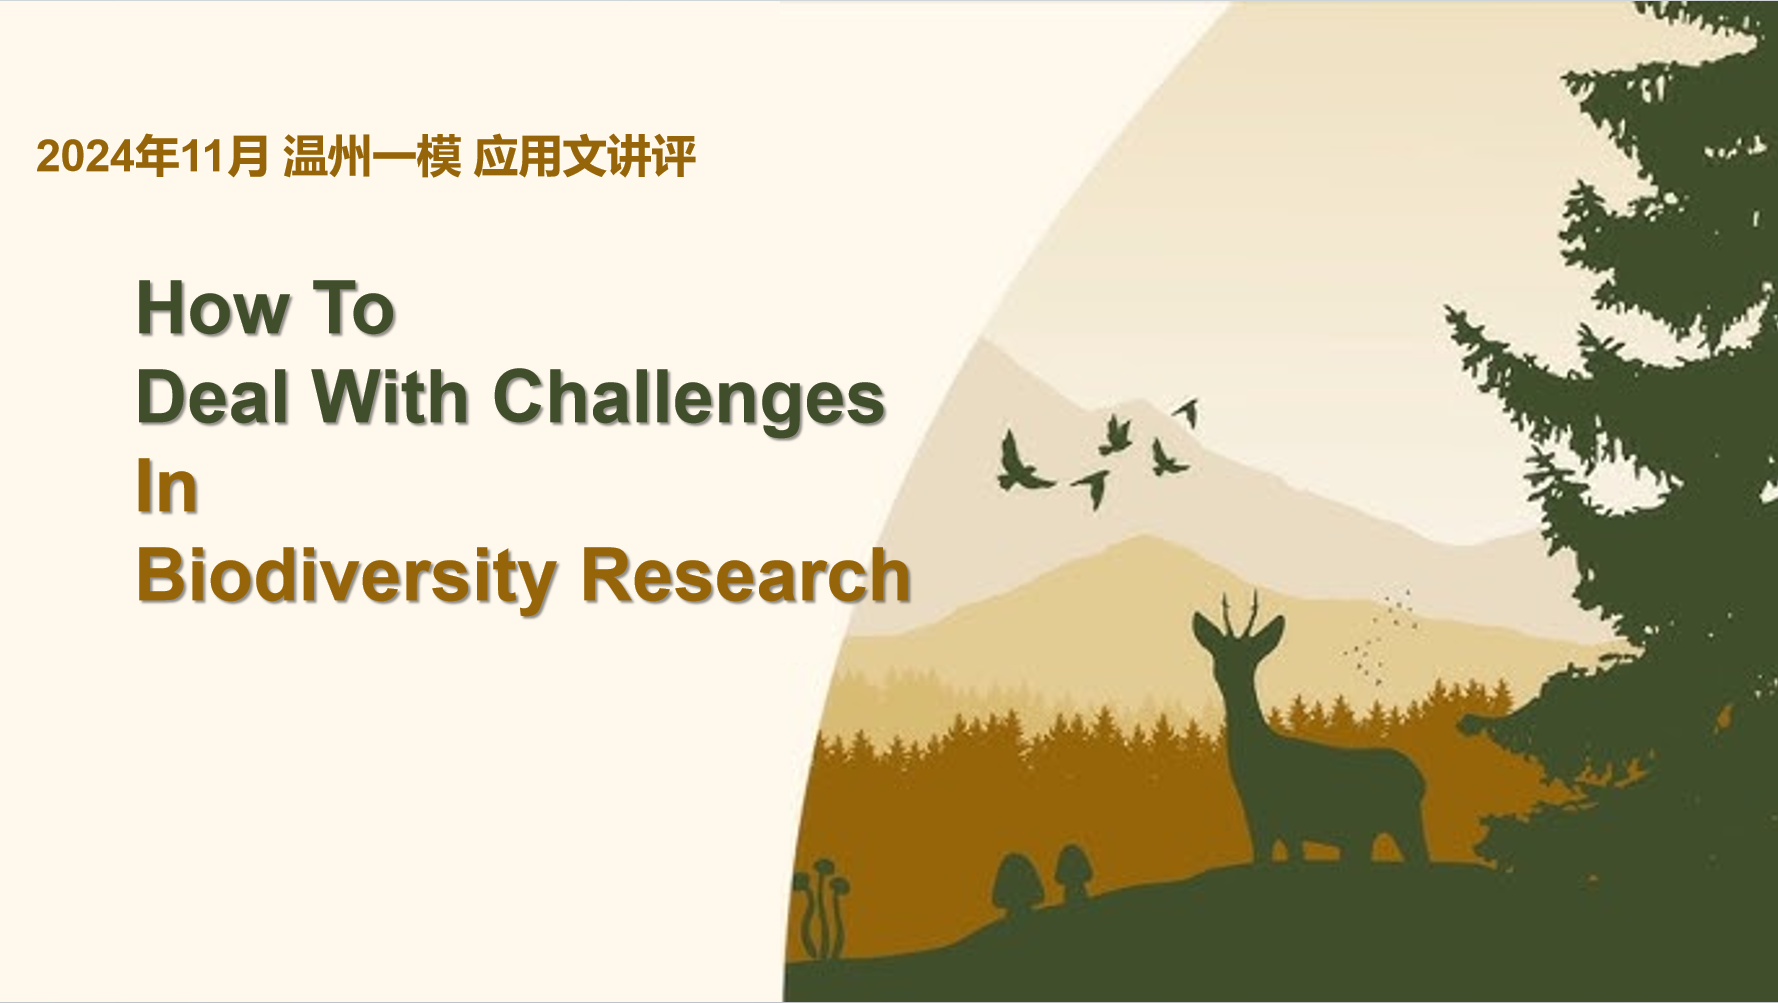 2024年11月 温州一模 应用文讲评
How To
Deal With Challenges
In
Biodiversity Research